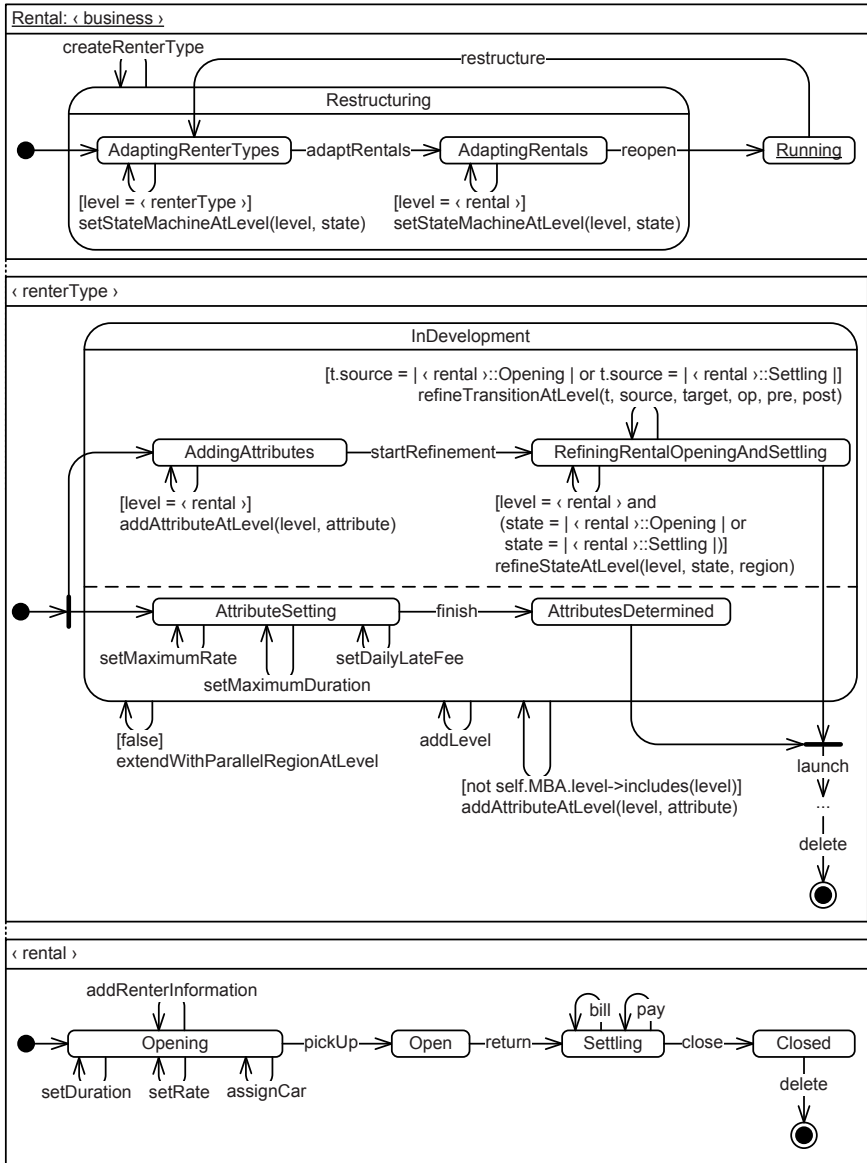 Rental: ‹ business ›
createRenterType
restructure
Restructuring
AdaptingRenterTypes
adaptRentals
AdaptingRentals
reopen
Running
[level = ‹ renterType ›]
setStateMachineAtLevel(level, state)
[level = ‹ rental ›]
setStateMachineAtLevel(level, state)
‹ renterType ›
InDevelopment
[t.source = | ‹ rental ›::Opening | or t.source = | ‹ rental ›::Settling |]
refineTransitionAtLevel(t, source, target, op, pre, post)
AddingAttributes
startRefinement
RefiningRentalOpeningAndSettling
[level = ‹ rental ›]
addAttributeAtLevel(level, attribute)
[level = ‹ rental › and
(state = | ‹ rental ›::Opening | or
state = | ‹ rental ›::Settling |)]
refineStateAtLevel(level, state, region)
AttributeSetting
finish
AttributesDetermined
setMaximumRate
setDailyLateFee
setMaximumDuration
[false]
extendWithParallelRegionAtLevel
addLevel
[not self.MBA.level->includes(level)]
addAttributeAtLevel(level, attribute)
launch
...
delete
‹ rental ›
addRenterInformation
bill
pay
Opening
pickUp
Open
return
Settling
close
Closed
setDuration
setRate
assignCar
delete